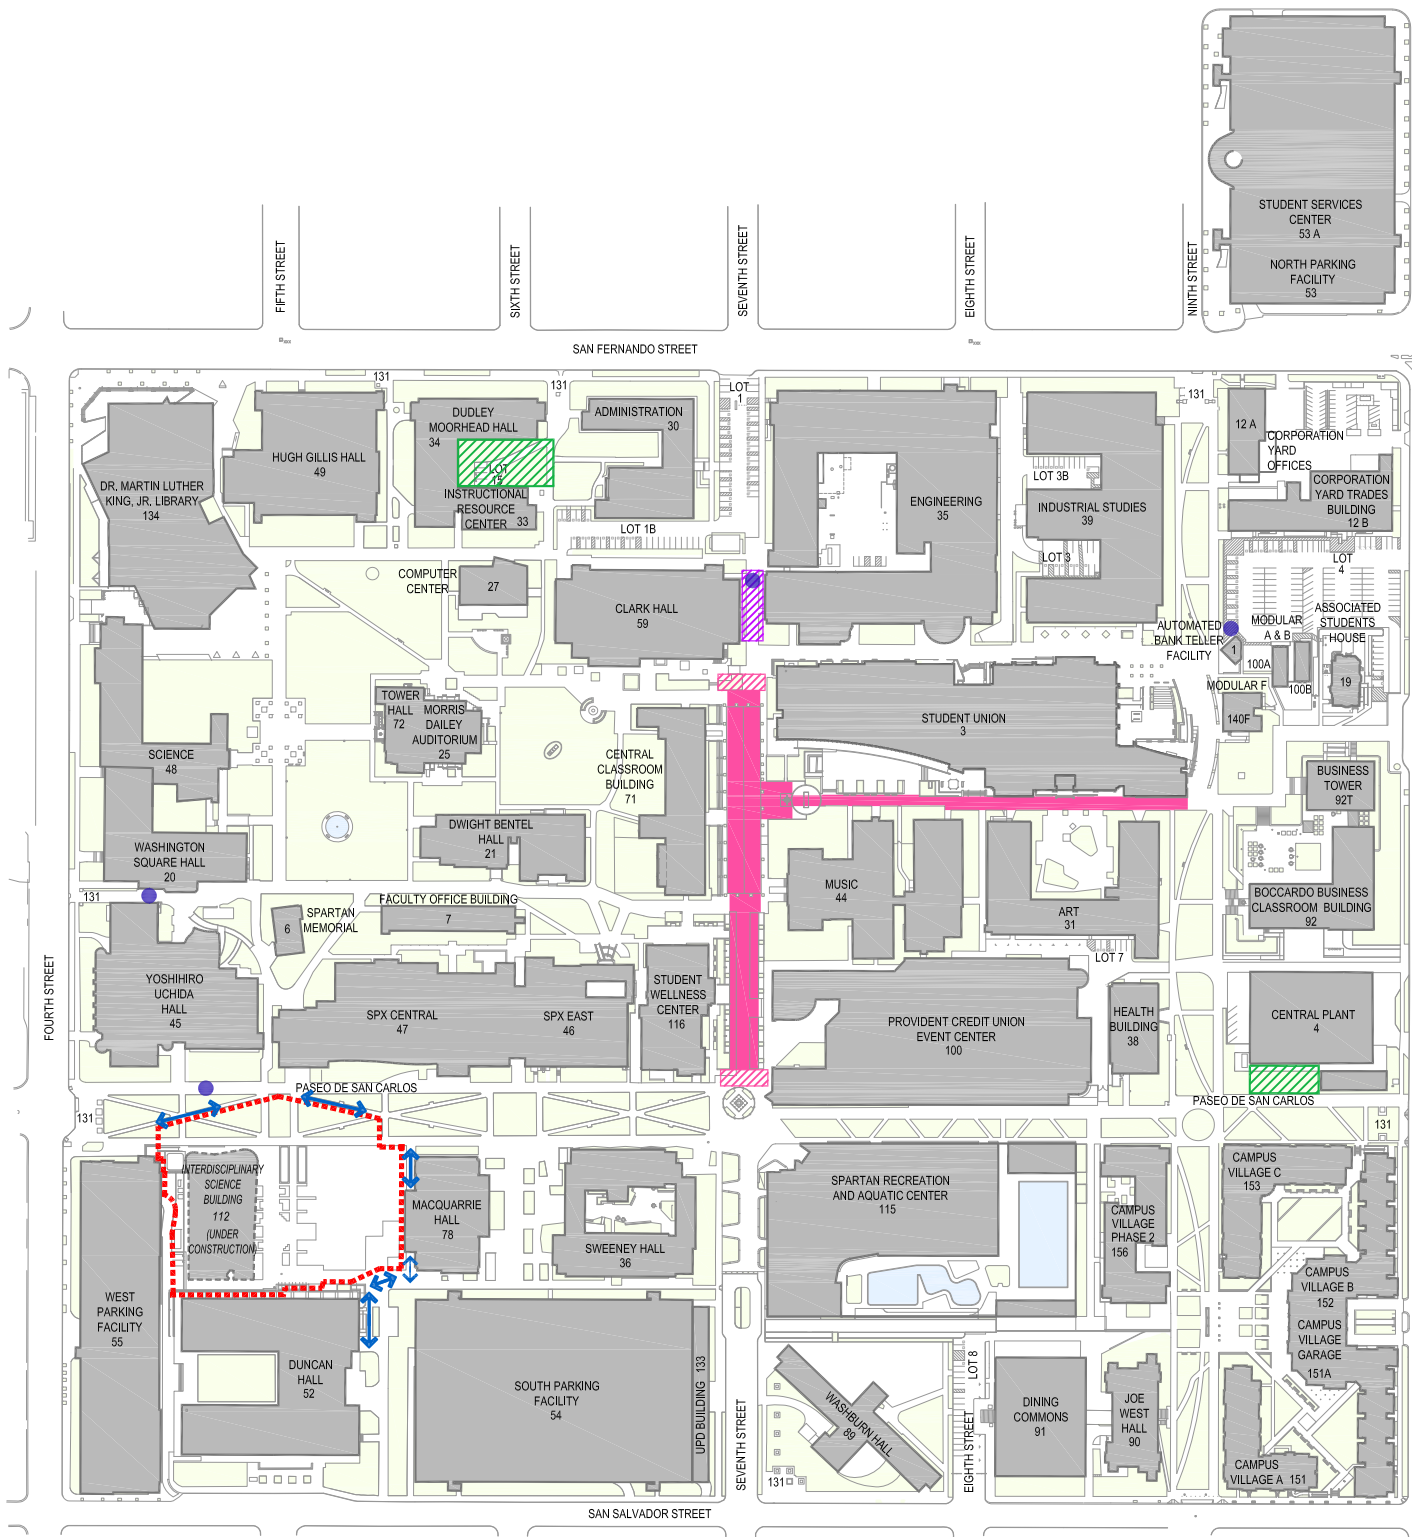 STUDENT SERVICES
CENTER
53 A
NORTH PARKING
FACILITY
53
FIFTH STREET
SIXTH STREET
SEVENTH STREET
EIGHTH STREET
NINTH STREET
SAN FERNANDO STREET
131
131
LOT
1
131
DR. MARTIN LUTHER
KING, JR. LIBRARY
134
HUGH GILLIS HALL
49
DUDLEY
MOORHEAD HALL
34
LOT
15
INSTRUCTIONAL
RESOURCE
CENTER
33
ADMINISTRATION
30
LOT 1B
ENGINEERING
35
LOT 3B
INDUSTRIAL STUDIES
39
LOT 3
12 A
CORPORATION
YARD
OFFICES
CORPORATION
YARD TRADES
BUILDING
12 B
LOT
4
COMPUTER
CENTER
27
CLARK HALL
59
AUTOMATED
BANK TELLER
FACILITY
1
MODULAR
A & B
100A
100B
ASSOCIATED
STUDENTS
HOUSE
19
MODULAR F
140F
TOWER
HALL
72
MORRIS
DAILEY
AUDITORIUM
25
CENTRAL
CLASSROOM
BUILDING
71
STUDENT UNION
3
SCIENCE
48
BUSINESS
TOWER
92T
WASHINGTON
SQUARE HALL
20
DWIGHT BENTEL
HALL
21
MUSIC
44
ART
31
BOCCARDO BUSINESS
CLASSROOM BUILDING
92
131
FACULTY OFFICE BUILDING
7
6
SPARTAN
MEMORIAL
LOT 7
FOURTH STREET
YOSHIHIRO
UCHIDA
HALL
45
SPX CENTRAL
47
SPX EAST
46
STUDENT
WELLNESS
CENTER
116
PROVIDENT CREDIT UNION
EVENT CENTER
100
HEALTH
BUILDING
38
CENTRAL PLANT
4
PASEO DE SAN CARLOS
PASEO DE SAN CARLOS
131
131
INTERDISCIPLINARY
SCIENCE
BUILDING
112
(UNDER
CONSTRUCTION)
MACQUARRIE
HALL
78
SWEENEY HALL
36
SPARTAN RECREATION
AND AQUATIC CENTER
115
CAMPUS
VILLAGE
PHASE 2
156
CAMPUS
VILLAGE C
153
CAMPUS
VILLAGE B
152
CAMPUS
VILLAGE
GARAGE
151A
WEST
PARKING
FACILITY
55
DUNCAN
HALL
52
SOUTH PARKING
FACILITY
54
UPD BUILDING 133
SEVENTH STREET
WASHBURN HALL
89
131
LOT 8
EIGHTH STREET
DINING
COMMONS
91
JOE
WEST
HALL
90
CAMPUS
VILLAGE A 151
SAN SALVADOR STREET